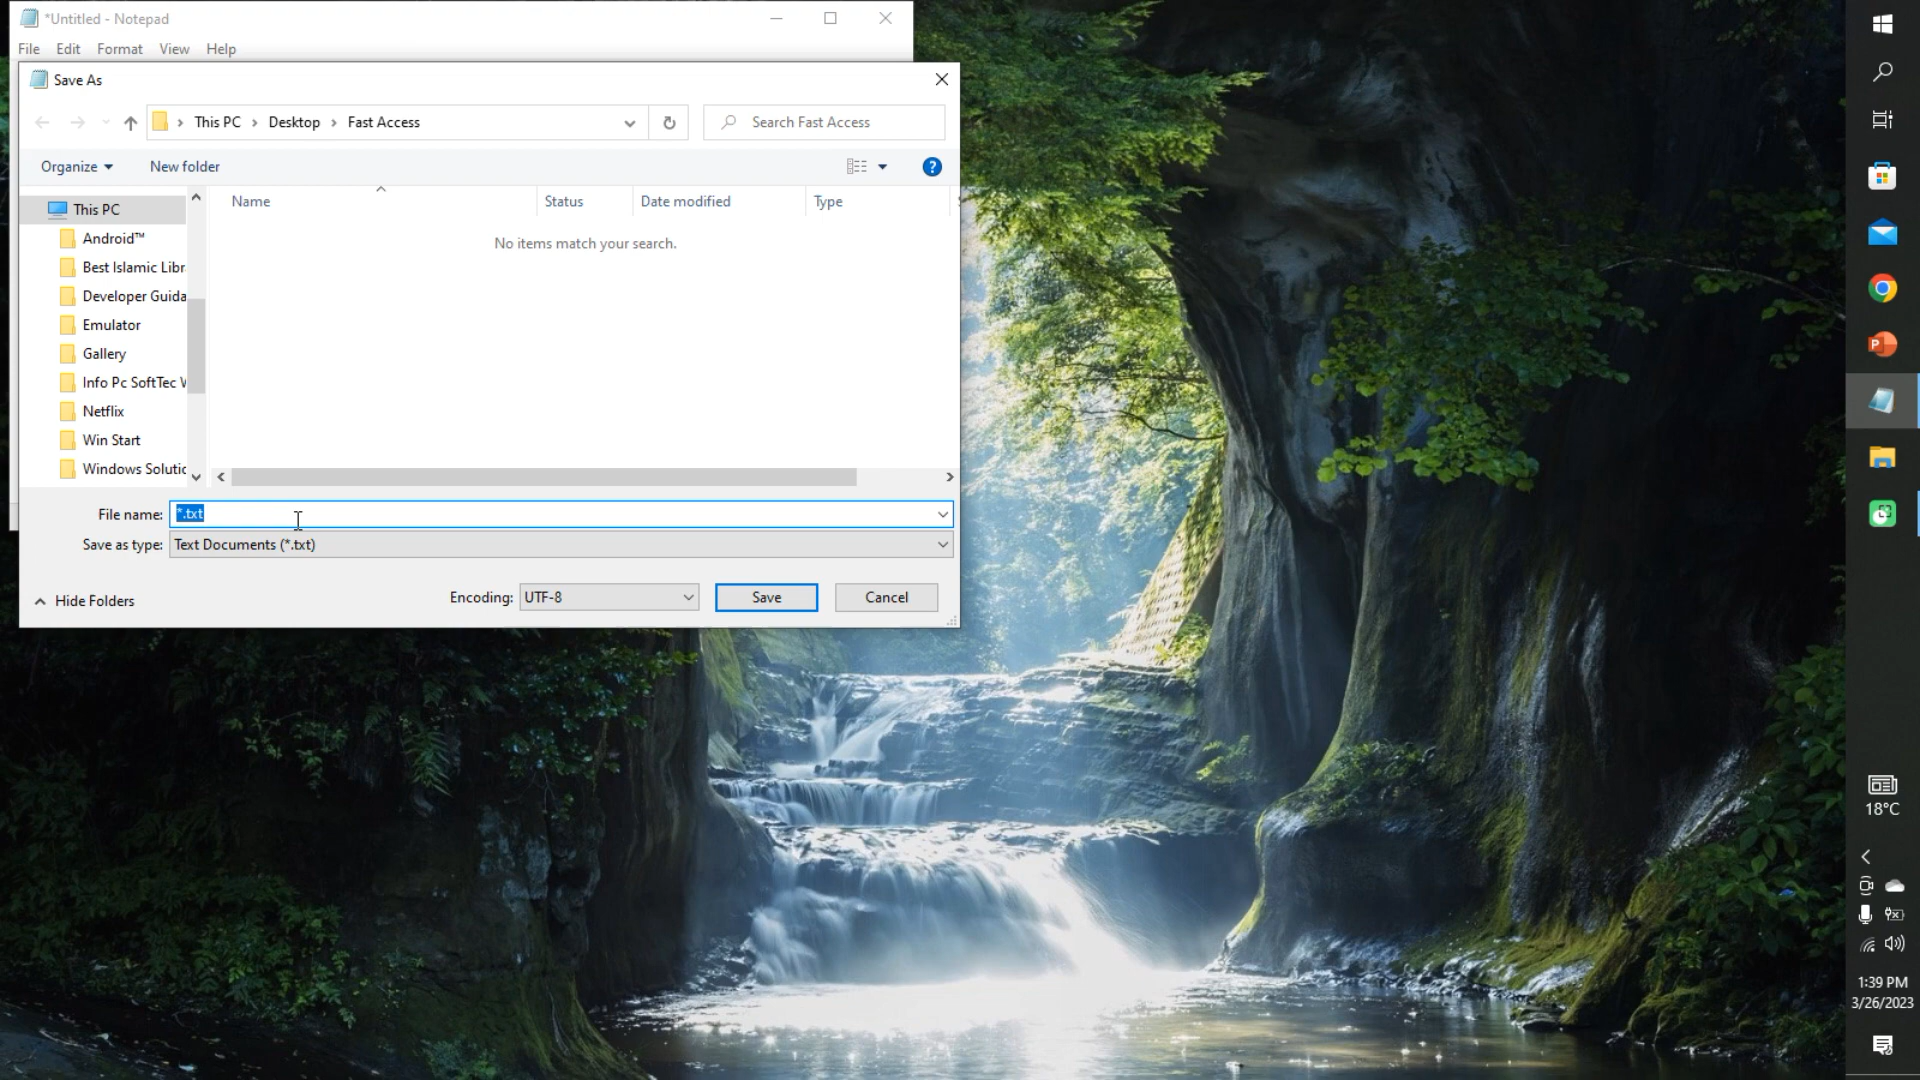 *Untitled - Notepad
File Edit Format View Help
Save As
This PC Desktop Fast Access
Search Fast Access
Organize New folder
?
Name Status Date modified Type
No items match your search.
This PC
Android™
Best Islamic Libr
Developer Guida
Emulator
Gallery
Info Pc SoftTec
Netflix
Win Start
Windows Solutio
File name: *.txt
Save as type: Text Documents (*.txt)
Hide Folders
Encoding: UTF-8
Save
Cancel
18°C
1:39 PM
3/26/2023